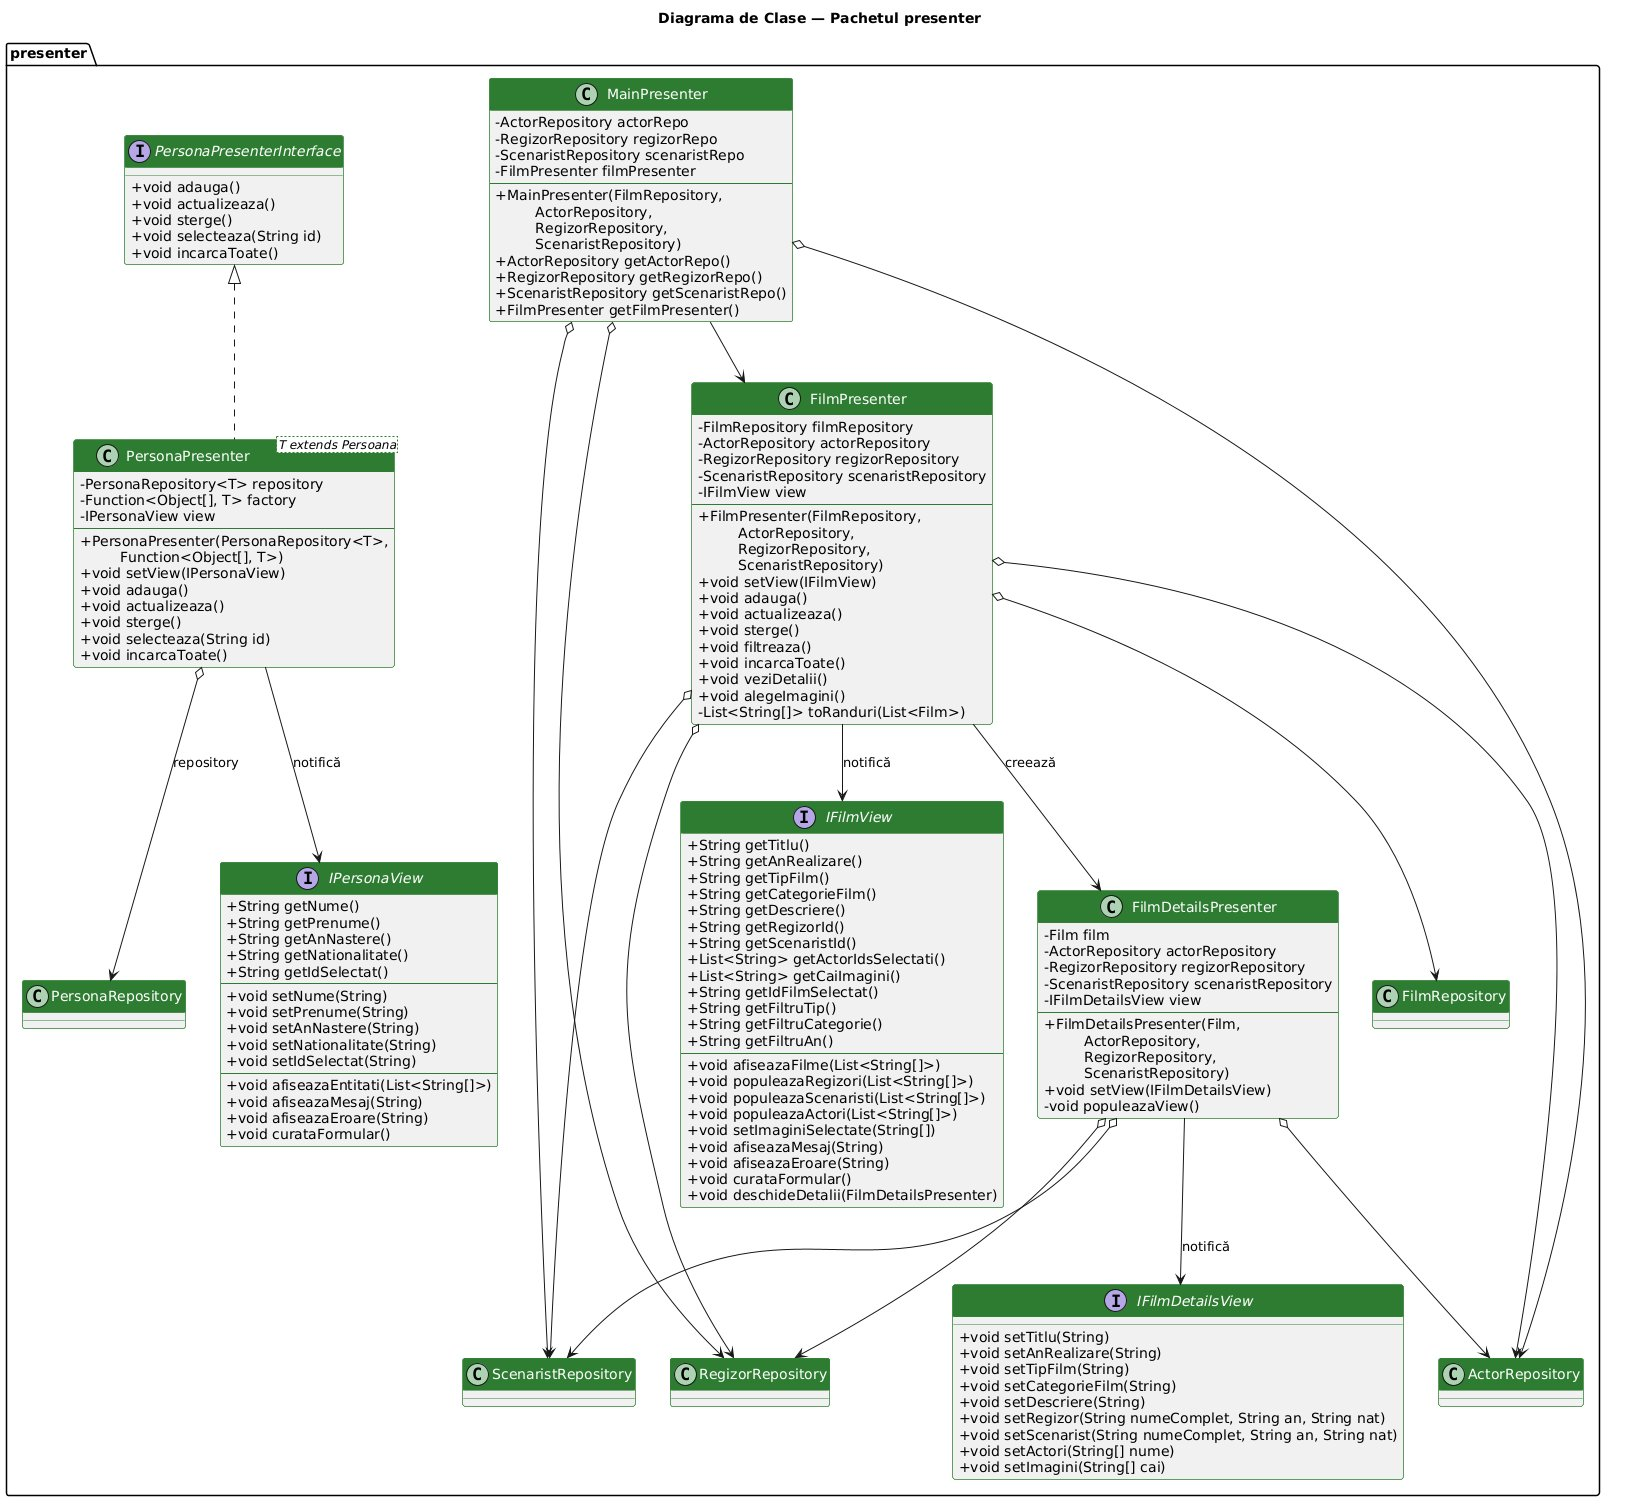 Diagrama de Clase — Pachetul presenter
presenter
C MainPresenter
-ActorRepository actorRepo
-RegizorRepository regizorRepo
-ScenaristRepository scenaristRepo
-FilmPresenter filmPresenter
+MainPresenter(FilmRepository,
ActorRepository,
RegizorRepository,
ScenaristRepository)
+ActorRepository getActorRepo()
+RegizorRepository getRegizorRepo()
+ScenaristRepository getScenaristRepo()
+FilmPresenter getFilmPresenter()
I PersonaPresenterInterface
+void adauga()
+void actualizeaza()
+void sterge()
+void selecteaza(String id)
+void incarcaToate()
C FilmPresenter
-FilmRepository filmRepository
-ActorRepository actorRepository
-RegizorRepository regizorRepository
-ScenaristRepository scenaristRepository
-IFilmView view
+FilmPresenter(FilmRepository,
ActorRepository,
RegizorRepository,
ScenaristRepository)
+void setView(IFilmView)
+void adauga()
+void actualizeaza()
+void sterge()
+void filtreaza()
+void incarcaToate()
+void veziDetalii()
+void alegeImagini()
-List<String[]> toRanduri(List<Film>)
C PersonaPresenter
T extends Persoana
-PersonaRepository<T> repository
-Function<Object[], T> factory
-IPersonaView view
+PersonaPresenter(PersonaRepository<T>,
Function<Object[], T>)
+void setView(IPersonaView)
+void adauga()
+void actualizeaza()
+void sterge()
+void selecteaza(String id)
+void incarcaToate()
repository
notifică
notifică
creează
I IFilmView
+String getTitlu()
+String getAnRealizare()
+String getTipFilm()
+String getCategorieFilm()
+String getDescriere()
+String getRegizorId()
+String getScenaristId()
+List<String> getActorIdsSelectati()
+List<String> getCaiImagini()
+String getIdFilmSelectat()
+String getFiltruTip()
+String getFiltruCategorie()
+String getFiltruAn()
+void afiseazaFilme(List<String[]>)
+void populeazaRegizori(List<String[]>)
+void populeazaScenaristi(List<String[]>)
+void populeazaActori(List<String[]>)
+void setImaginiSelectate(String[])
+void afiseazaMesaj(String)
+void afiseazaEroare(String)
+void curataFormular()
+void deschideDetalii(FilmDetailsPresenter)
I IPersonaView
+String getNume()
+String getPrenume()
+String getAnNastere()
+String getNationalitate()
+String getIdSelectat()
+void setNume(String)
+void setPrenume(String)
+void setAnNastere(String)
+void setNationalitate(String)
+void setIdSelectat(String)
+void afiseazaEntitati(List<String[]>)
+void afiseazaMesaj(String)
+void afiseazaEroare(String)
+void curataFormular()
C FilmDetailsPresenter
-Film film
-ActorRepository actorRepository
-RegizorRepository regizorRepository
-ScenaristRepository scenaristRepository
-IFilmDetailsView view
+FilmDetailsPresenter(Film,
ActorRepository,
RegizorRepository,
ScenaristRepository)
+void setView(IFilmDetailsView)
-void populeazaView()
C PersonaRepository
C FilmRepository
notifică
I IFilmDetailsView
+void setTitlu(String)
+void setAnRealizare(String)
+void setTipFilm(String)
+void setCategorieFilm(String)
+void setDescriere(String)
+void setRegizor(String numeComplet, String an, String nat)
+void setScenarist(String numeComplet, String an, String nat)
+void setActori(String[] nume)
+void setImagini(String[] cai)
C ScenaristRepository
C RegizorRepository
C ActorRepository